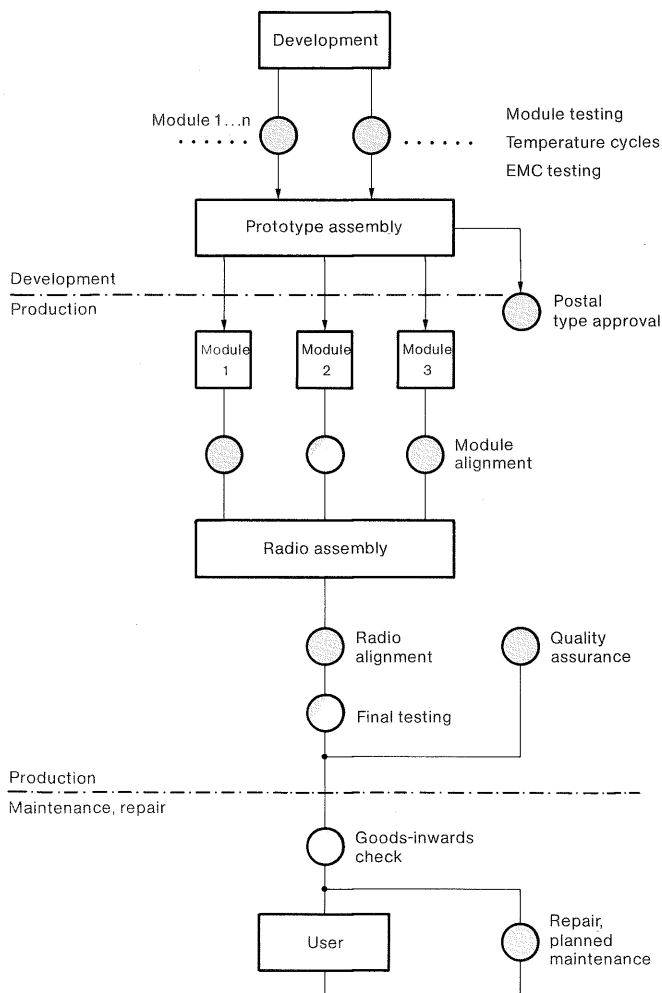 Development
Module 1...n
Module testing
Temperature cycles
EMC testing
Prototype assembly
Development
Production
Postal
type approval
Module
1
Module
2
Module
3
Module
alignment
Radio assembly
Radio
alignment
Quality
assurance
Final testing
Production
Maintenance, repair
Goods-inwards
check
User
Repair,
planned
maintenance